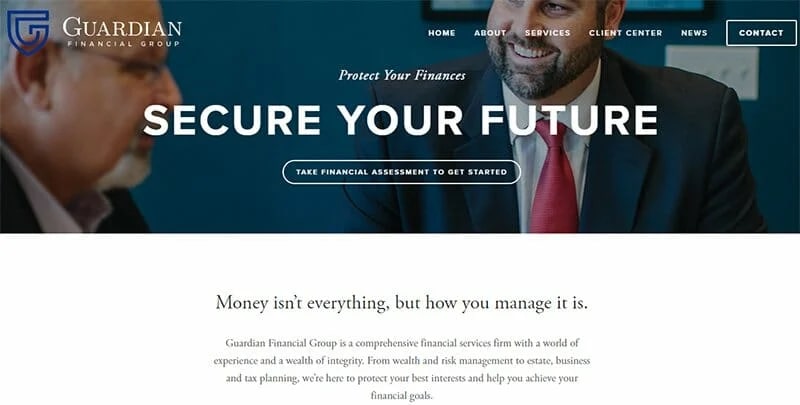 GUARDIAN
FINANCIAL GROUP
HOME ABOUT SERVICES CLIENT CENTER NEWS CONTACT
Protect Your Finances
SECURE YOUR FUTURE
TAKE FINANCIAL ASSESSMENT TO GET STARTED
Money isn't everything, but how you manage it is.
Guardian Financial Group is a comprehensive financial services firm with a world of
experience and a wealth of integrity. From wealth and risk management to estate, business
and tax planning, we're here to protect your best interests and help you achieve your
financial goals.